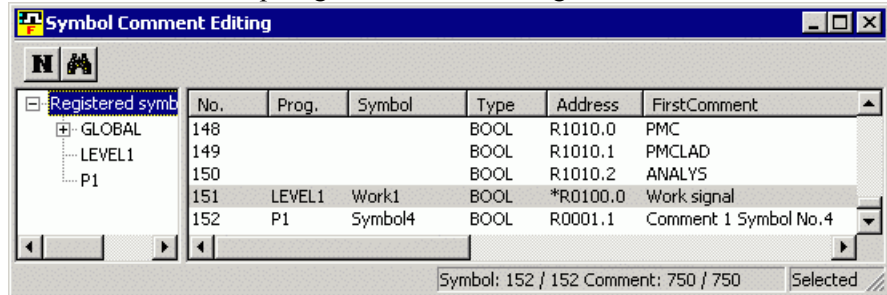 Symbol Comment Editing
N
Registered symb
GLOBAL
LEVEL1
P1
No. Prog. Symbol Type Address FirstComment
148 BOOL R1010.0 PMC
149 BOOL R1010.1 PMCLAD
150 BOOL R1010.2 ANALYS
151 LEVEL1 Work1 BOOL *R0100.0 Work signal
152 P1 Symbol4 BOOL R0001.1 Comment 1 Symbol No.4
Symbol: 152 / 152 Comment: 750 / 750 Selected